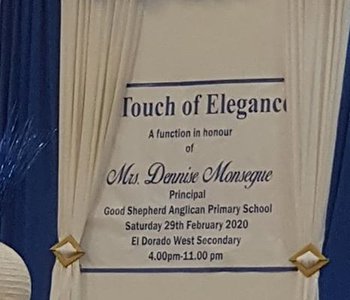 Touch of Elegance
A function in honour
of
Mrs. Dennise Monsegue
Principal
Good Shepherd Anglican Primary School
Saturday 29th February 2020
El Dorado West Secondary
4.00pm-11.00 pm